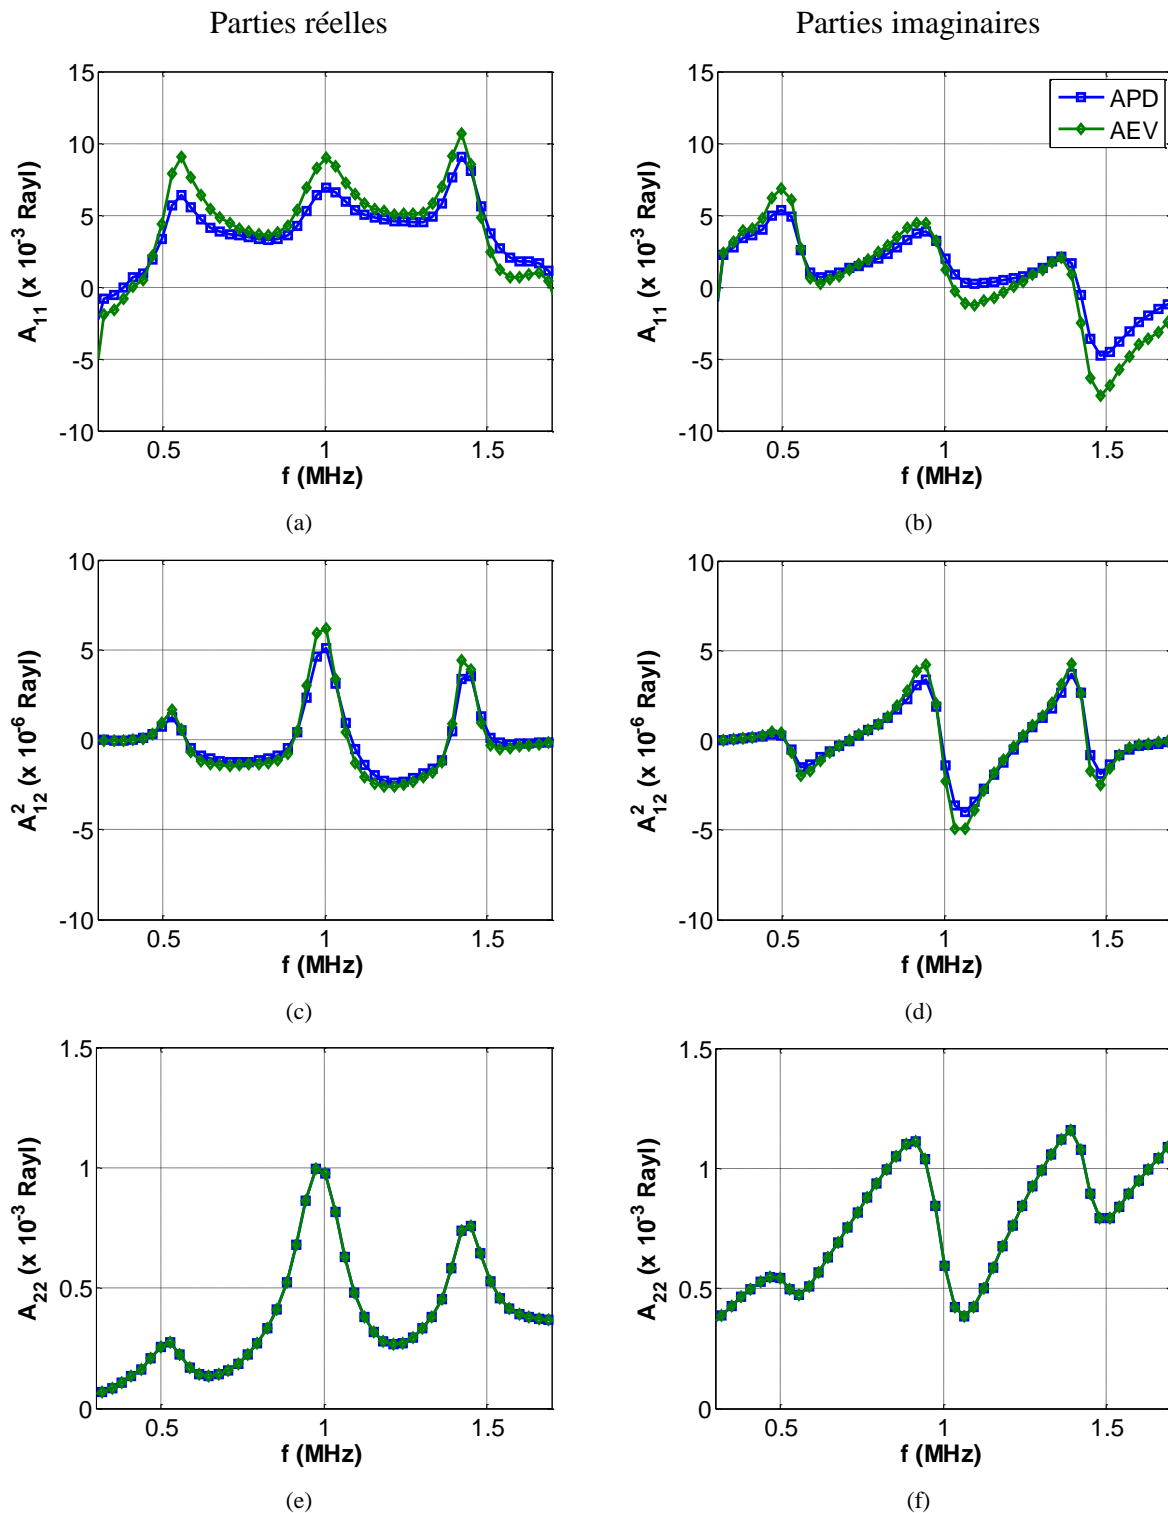 Parties réelles
Parties imaginaires
15
10
5
0
-5
-10
0.5
1
1.5
A11 (x 10-3 Rayl)
f (MHz)
(a)
15
10
5
0
-5
-10
0.5
1
1.5
A11 (x 10-3 Rayl)
f (MHz)
APD
AEV
(b)
10
5
0
-5
-10
0.5
1
1.5
A212 (x 10-6 Rayl)
f (MHz)
(c)
10
5
0
-5
-10
0.5
1
1.5
A212 (x 10-6 Rayl)
f (MHz)
(d)
1.5
1
0.5
0
0.5
1
1.5
A22 (x 10-3 Rayl)
f (MHz)
(e)
1.5
1
0.5
0
0.5
1
1.5
A22 (x 10-3 Rayl)
f (MHz)
(f)